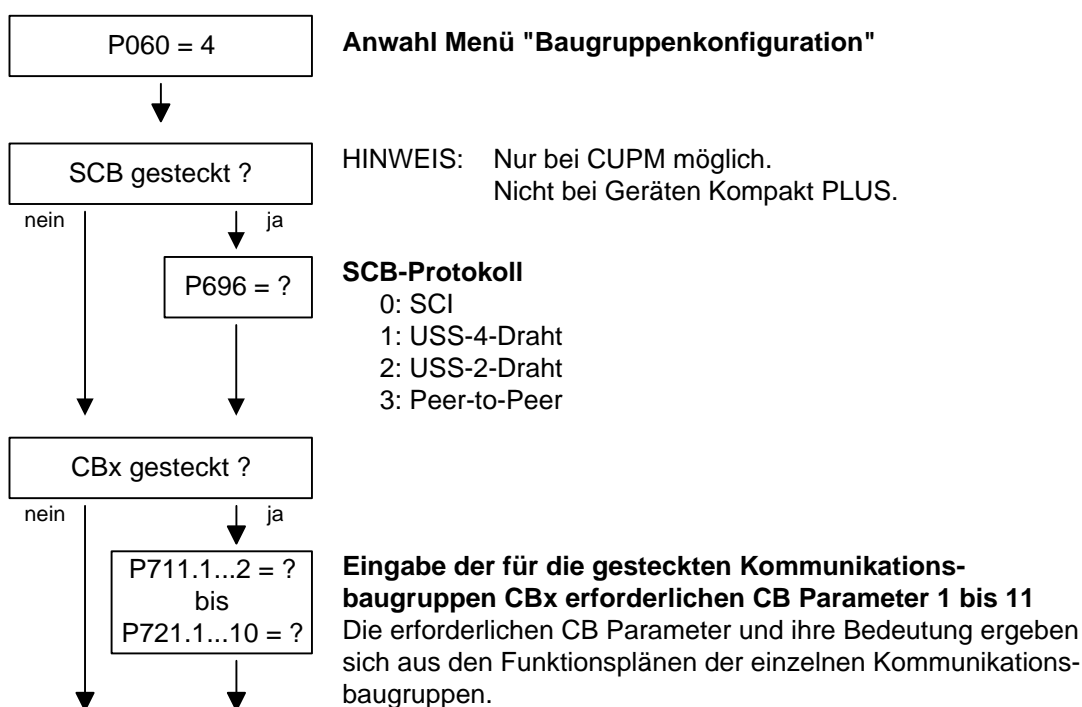 P060 = 4
Anwahl Menü "Baugruppenkonfiguration"
SCB gesteckt ?
HINWEIS: Nur bei CUPM möglich.
Nicht bei Geräten Kompakt PLUS.
nein
ja
P696 = ?
SCB-Protokoll
0: SCI
1: USS-4-Draht
2: USS-2-Draht
3: Peer-to-Peer
CBx gesteckt ?
nein
ja
P711.1...2 = ?
bis
P721.1...10 = ?
Eingabe der für die gesteckten Kommunikations-
baugruppen CBx erforderlichen CB Parameter 1 bis 11
Die erforderlichen CB Parameter und ihre Bedeutung ergeben
sich aus den Funktionsplänen der einzelnen Kommunikations-
baugruppen.